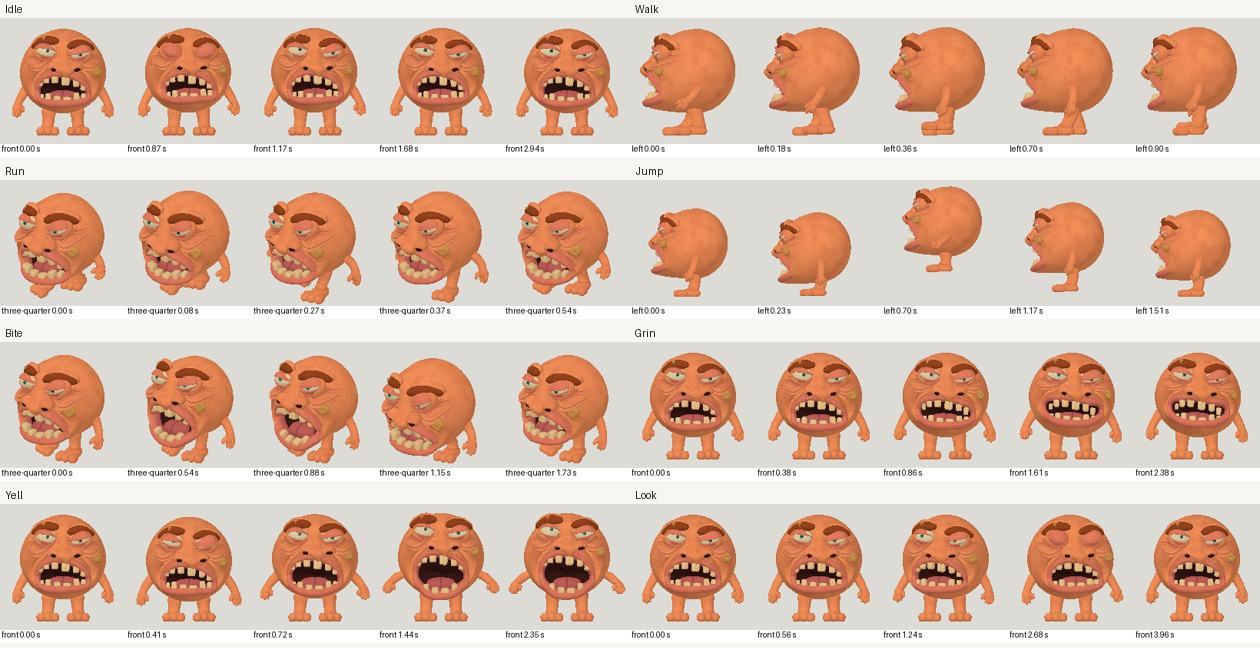 Idle
front 0.00 s
front 0.87 s
front 1.17 s
front 1.68 s
front 2.94 s
Walk
left 0.00 s
left 0.18 s
left 0.36 s
left 0.70 s
left 0.90 s
Run
three-quarter 0.00 s
three-quarter 0.08 s
three-quarter 0.27 s
three-quarter 0.37 s
three-quarter 0.54 s
Jump
left 0.00 s
left 0.23 s
left 0.70 s
left 1.17 s
left 1.51 s
Bite
three-quarter 0.00 s
three-quarter 0.54 s
three-quarter 0.88 s
three-quarter 1.15 s
three-quarter 1.73 s
Grin
front 0.00 s
front 0.38 s
front 0.86 s
front 1.61 s
front 2.38 s
Yell
front 0.00 s
front 0.41 s
front 0.72 s
front 1.44 s
front 2.35 s
Look
front 0.00 s
front 0.56 s
front 1.24 s
front 2.68 s
front 3.96 s